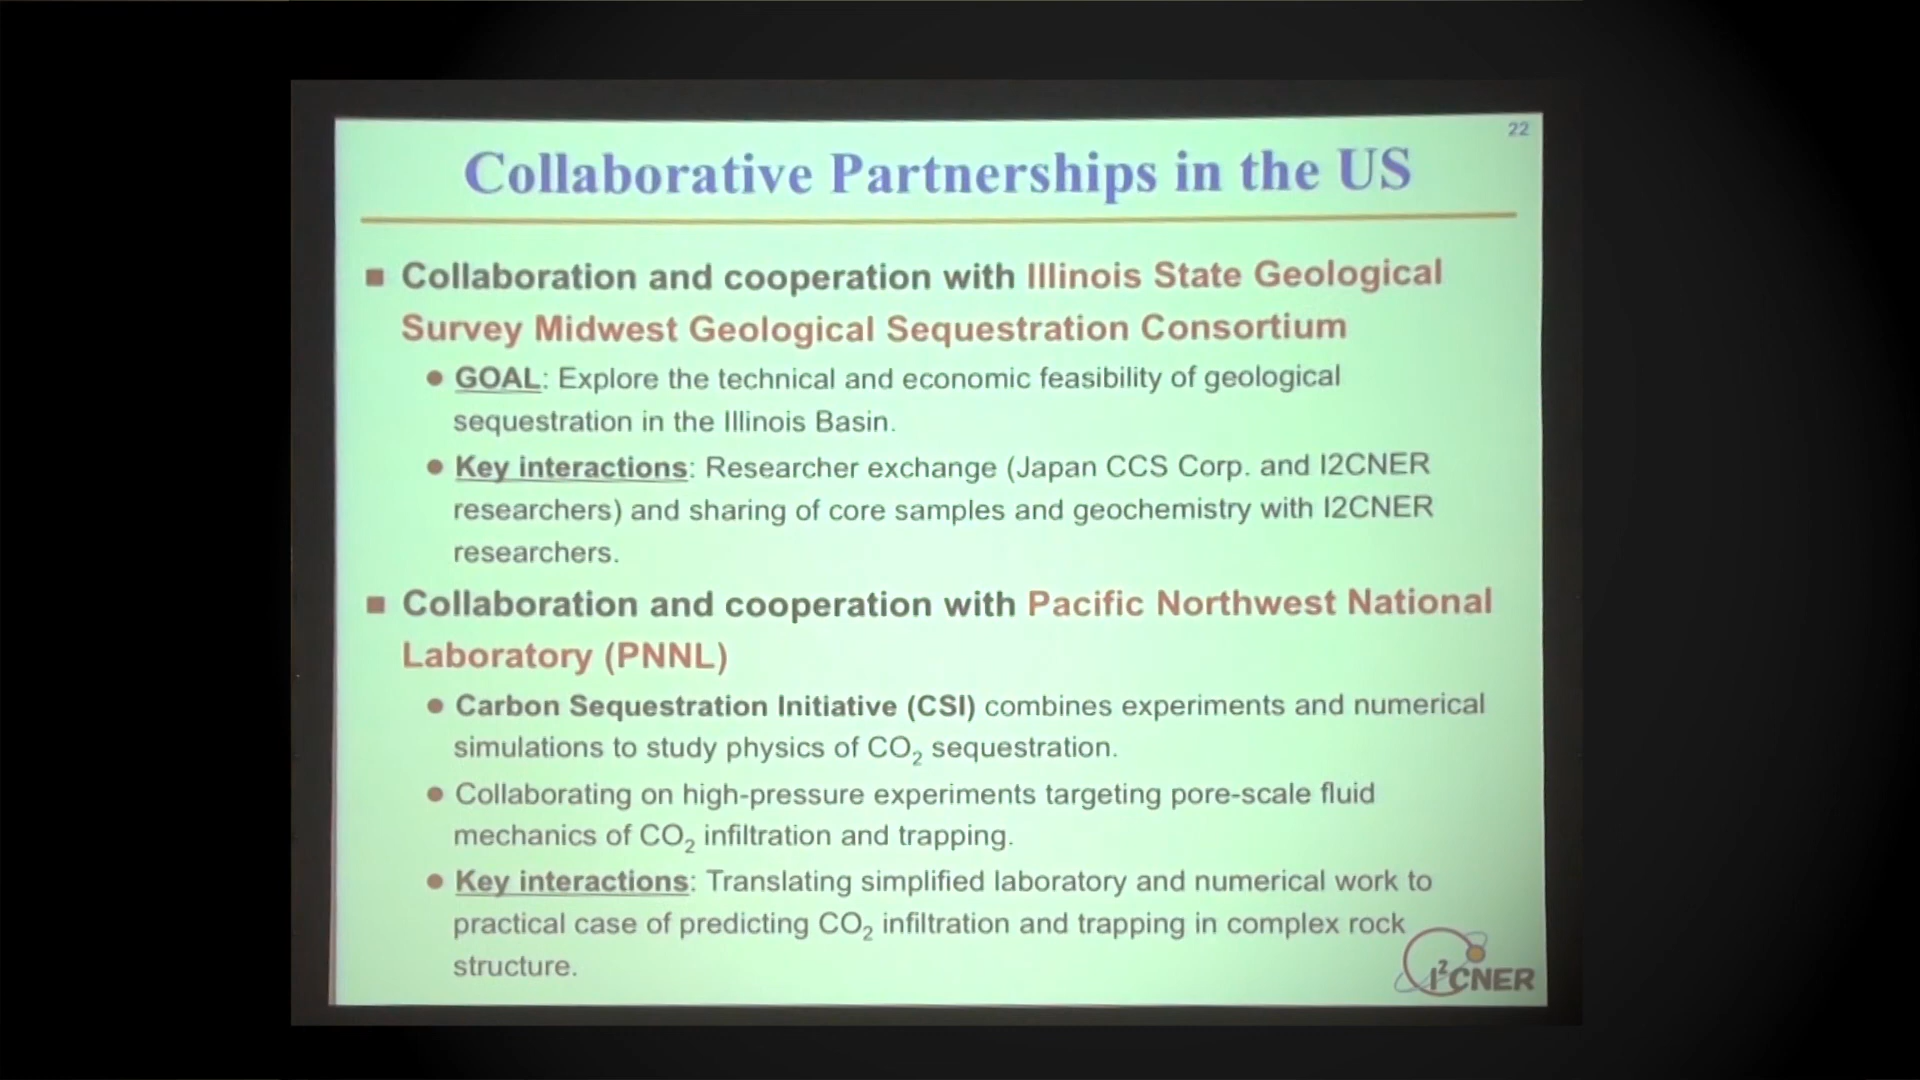 22
Collaborative Partnerships in the US
Collaboration and cooperation with Illinois State Geological
Survey Midwest Geological Sequestration Consortium
GOAL: Explore the technical and economic feasibility of geological
sequestration in the Illinois Basin.
Key interactions: Researcher exchange (Japan CCS Corp. and I2CNER
researchers) and sharing of core samples and geochemistry with I2CNER
researchers.
Collaboration and cooperation with Pacific Northwest National
Laboratory (PNNL)
Carbon Sequestration Initiative (CSI) combines experiments and numerical
simulations to study physics of CO₂ sequestration.
Collaborating on high-pressure experiments targeting pore-scale fluid
mechanics of CO₂ infiltration and trapping.
Key interactions: Translating simplified laboratory and numerical work to
practical case of predicting CO₂ infiltration and trapping in complex rock
structure.
I²CNER